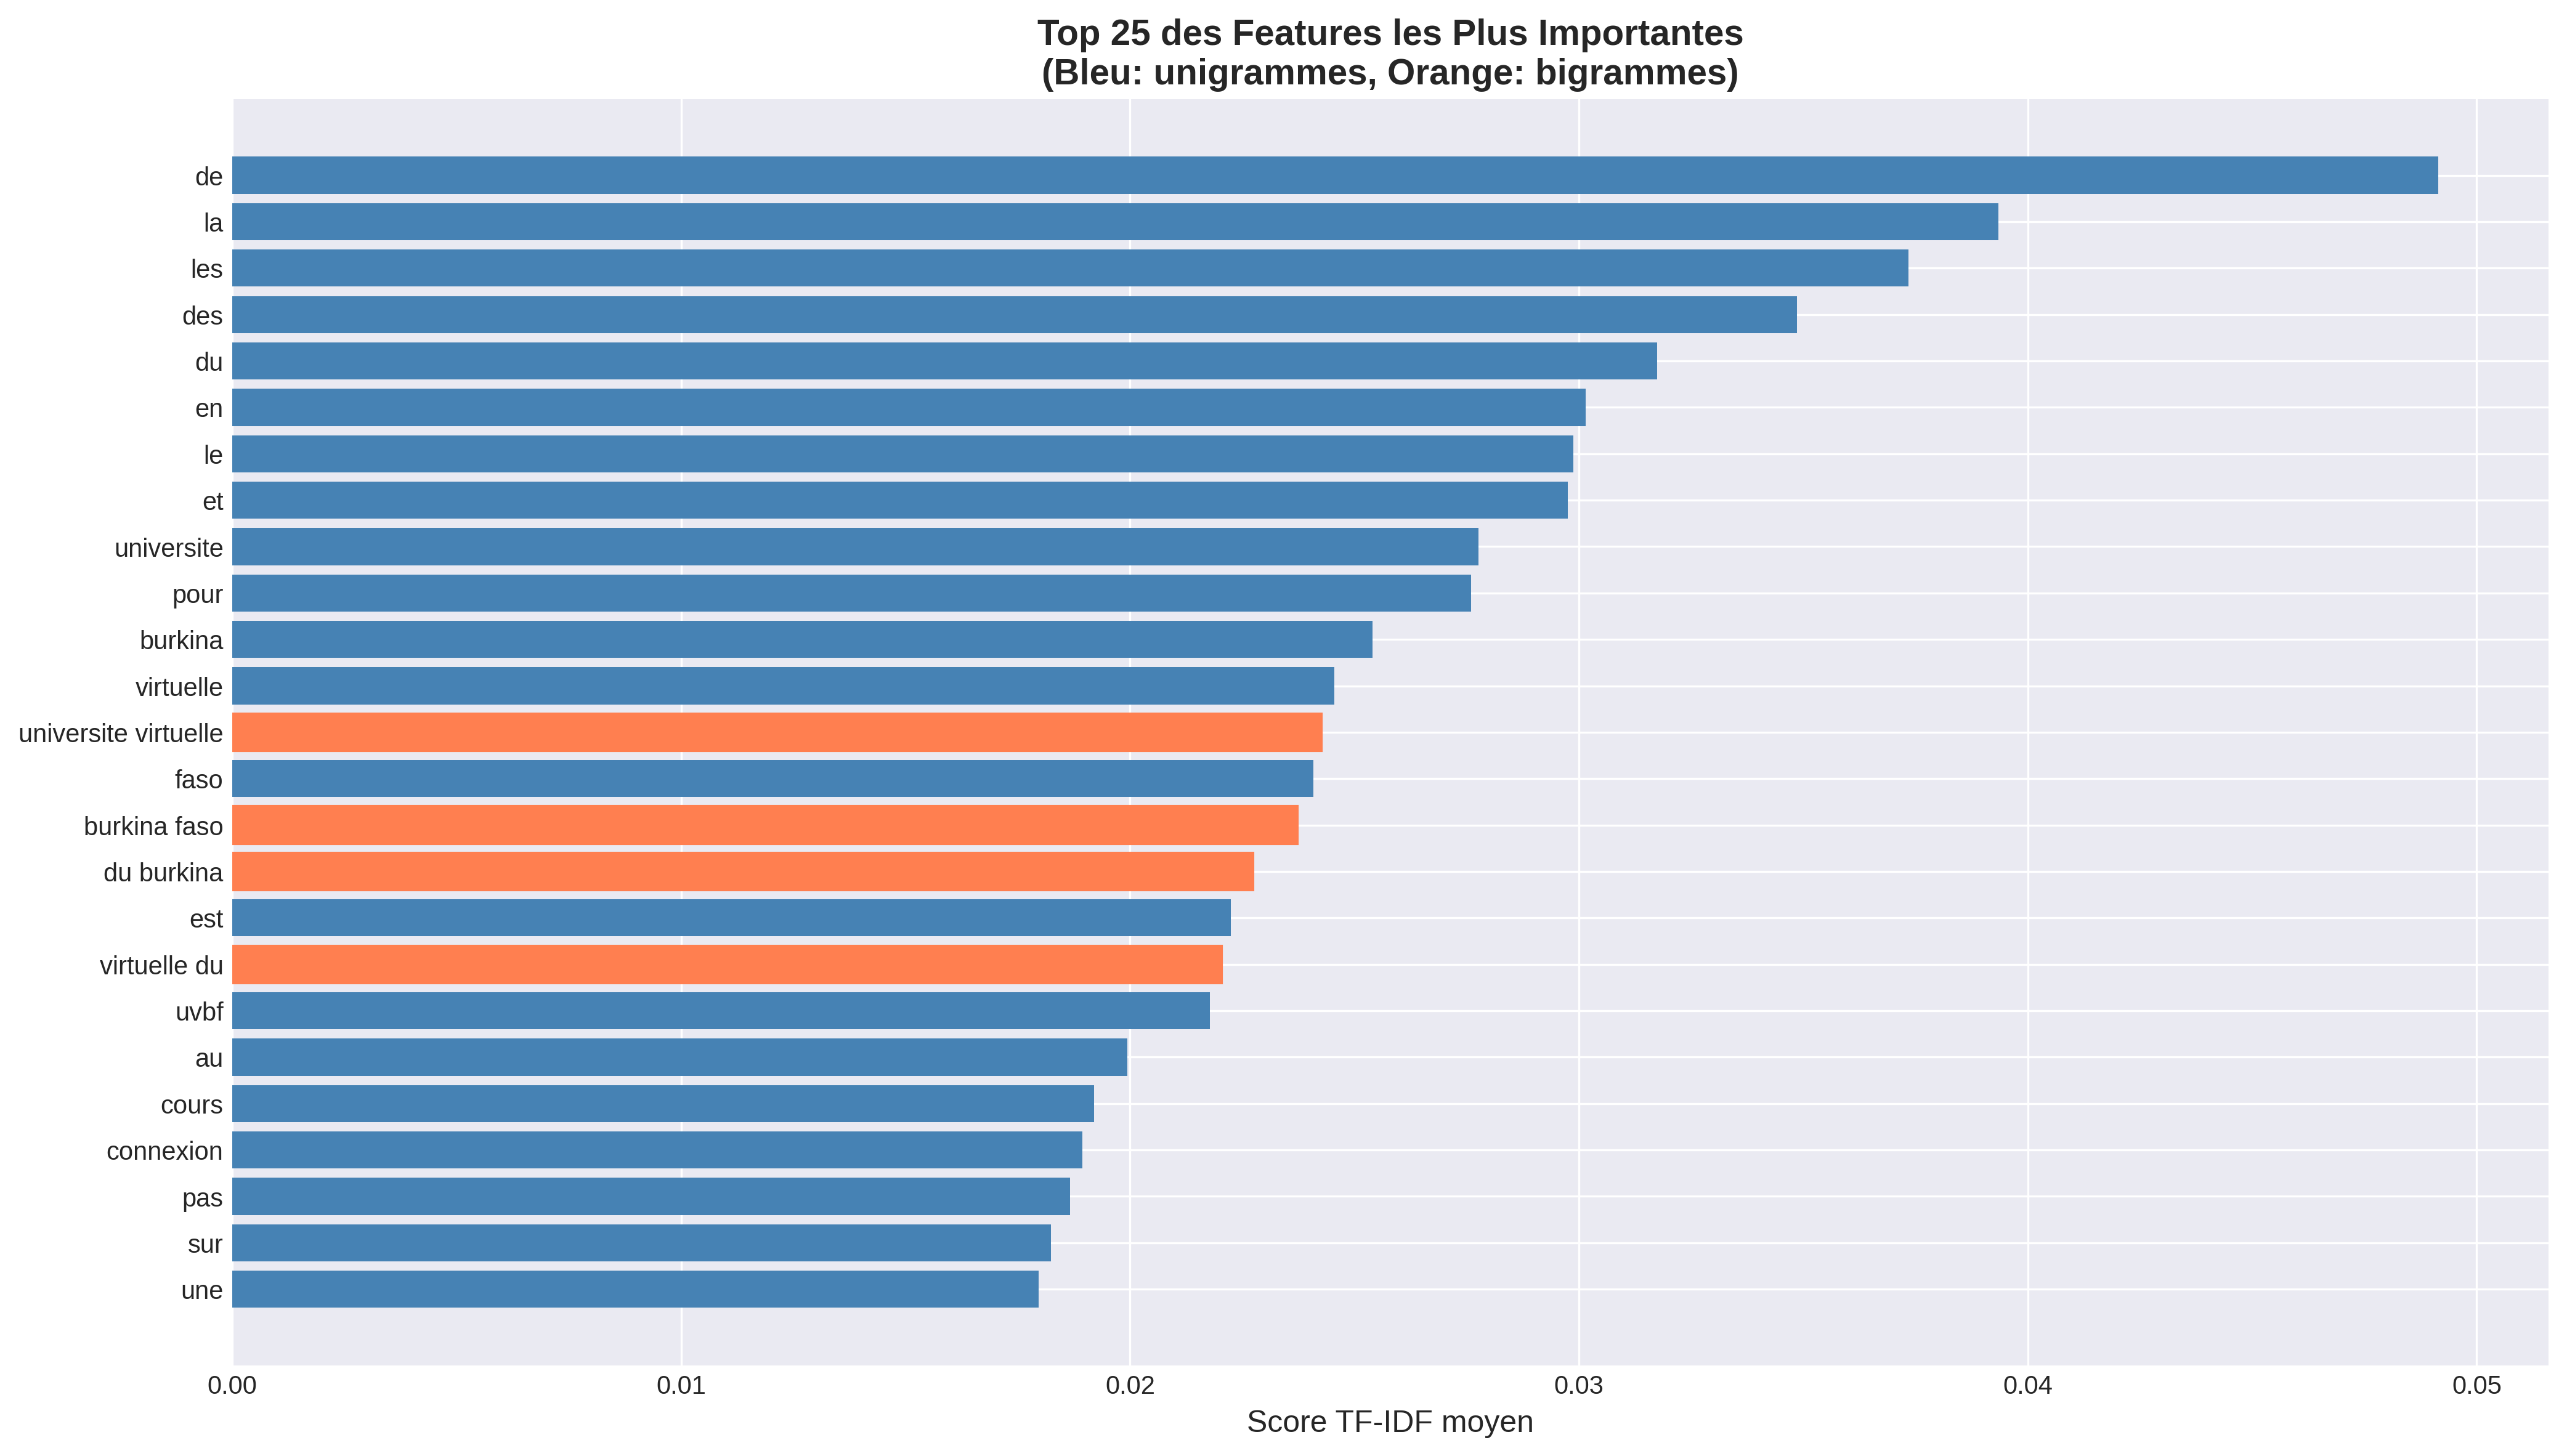 Top 25 des Features les Plus Importantes
(Bleu: unigrammes, Orange: bigrammes)
de
la
les
des
du
en
le
et
universite
pour
burkina
virtuelle
universite virtuelle
faso
burkina faso
du burkina
est
virtuelle du
uvbf
au
cours
connexion
pas
sur
une
0.00 0.01 0.02 0.03 0.04 0.05
Score TF-IDF moyen